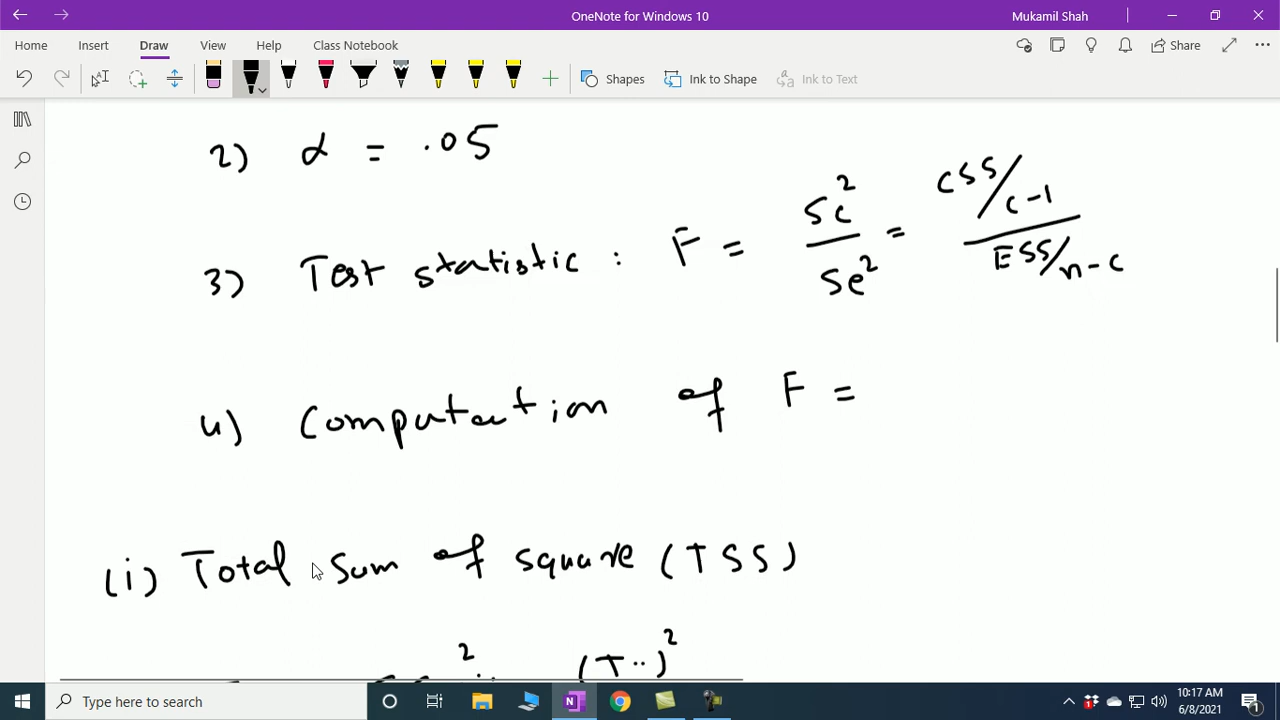 OneNote for Windows 10
Mukamil Shah
Home Insert Draw View Help Class Notebook
Share
Shapes Ink to Shape Ink to Text
2) α = .05
3) Test statistic : F = Sc² / Se² = CSS/c-1 / ESS/n-c
4) Computation of F =
(i) Total Sum of square (TSS)
2 (T..)²
Type here to search
10:17 AM
6/8/2021